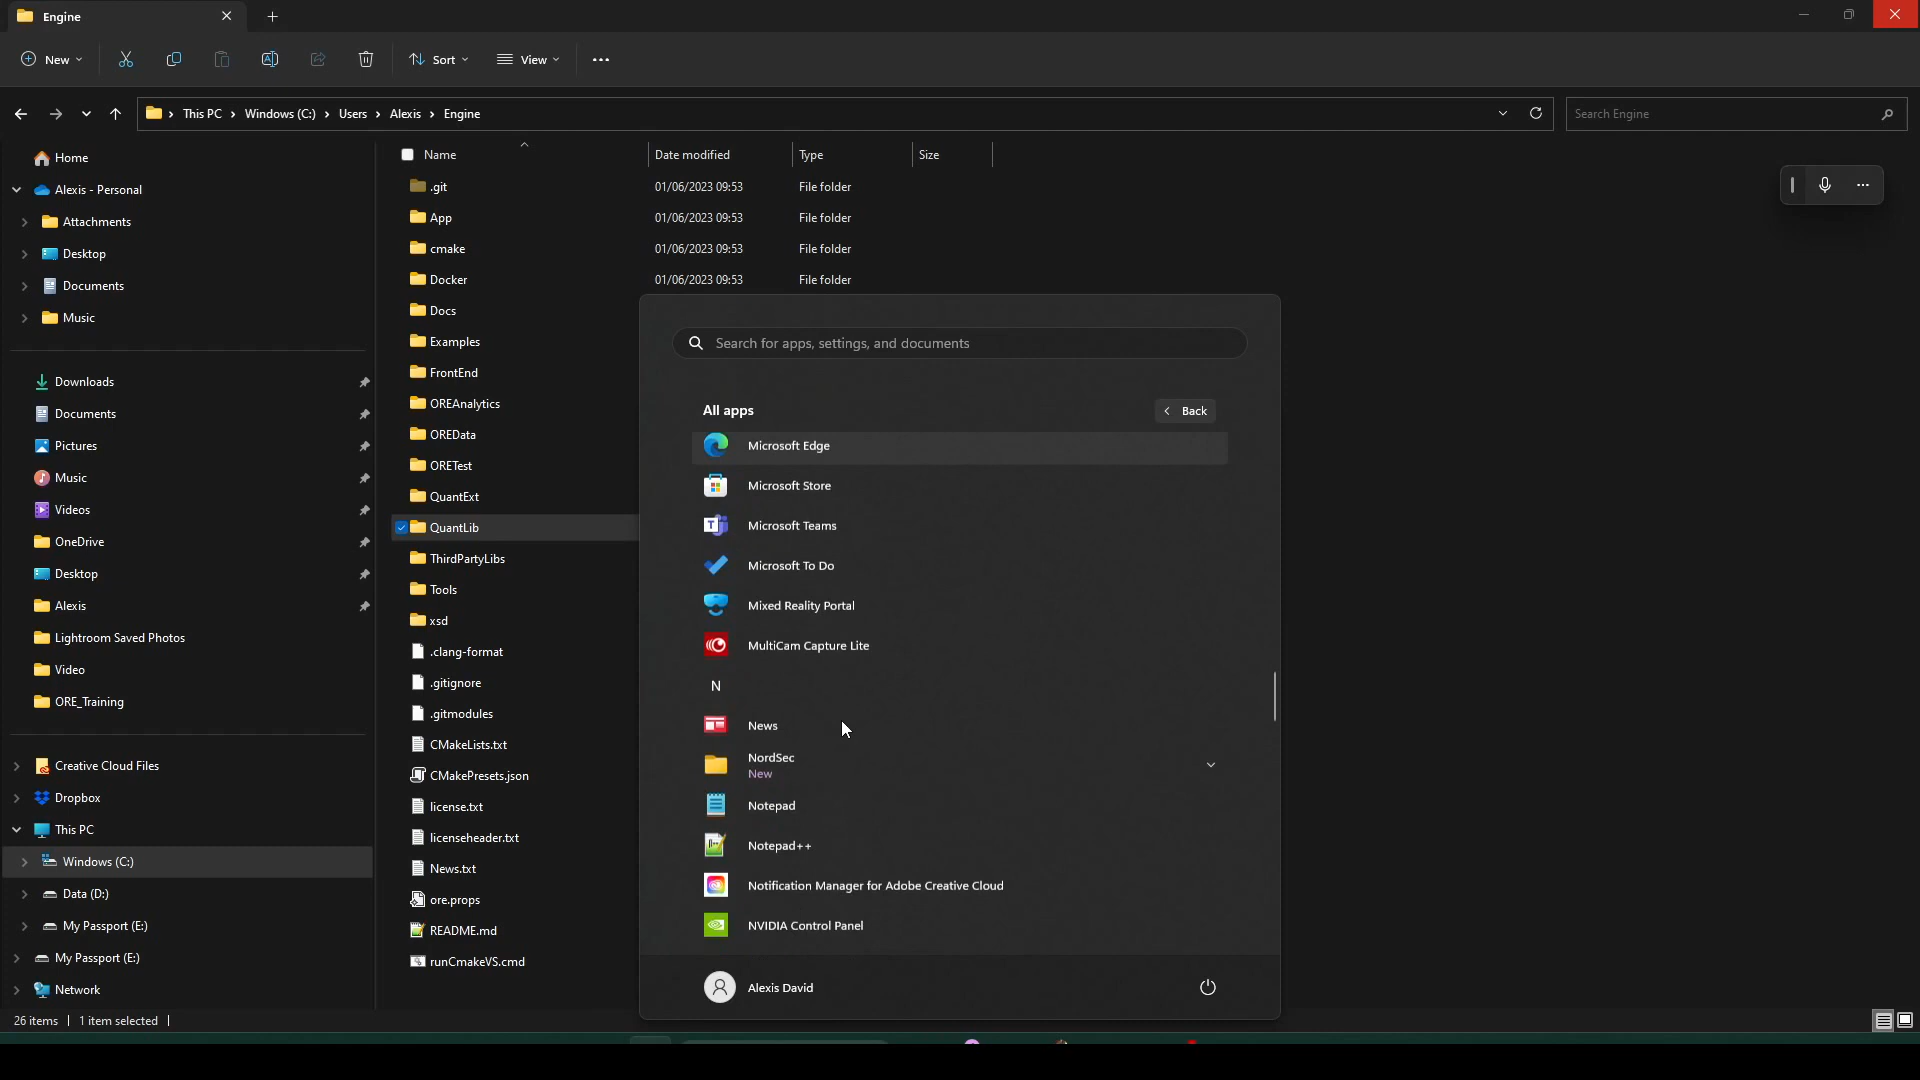 Engine
New
Sort
View
This PC > Windows (C:) > Users > Alexis > Engine
Search Engine
Home
Alexis - Personal
Attachments
Desktop
Documents
Music
Downloads
Documents
Pictures
Music
Videos
OneDrive
Desktop
Alexis
Lightroom Saved Photos
Video
ORE_Training
Creative Cloud Files
Dropbox
This PC
Windows (C:)
Data (D:)
My Passport (E:)
My Passport (E:)
Network
Name Date modified Type Size
.git 01/06/2023 09:53 File folder
App 01/06/2023 09:53 File folder
cmake 01/06/2023 09:53 File folder
Docker 01/06/2023 09:53 File folder
Docs
Examples
FrontEnd
OREAnalytics
OREData
ORETest
QuantExt
QuantLib
ThirdPartyLibs
Tools
xsd
.clang-format
.gitignore
.gitmodules
CMakeLists.txt
CMakePresets.json
license.txt
licenseheader.txt
News.txt
ore.props
README.md
runCmakeVS.cmd
Search for apps, settings, and documents
All apps
Back
Microsoft Edge
Microsoft Store
Microsoft Teams
Microsoft To Do
Mixed Reality Portal
MultiCam Capture Lite
N
News
NordSec
New
Notepad
Notepad++
Notification Manager for Adobe Creative Cloud
NVIDIA Control Panel
Alexis David
26 items 1 item selected